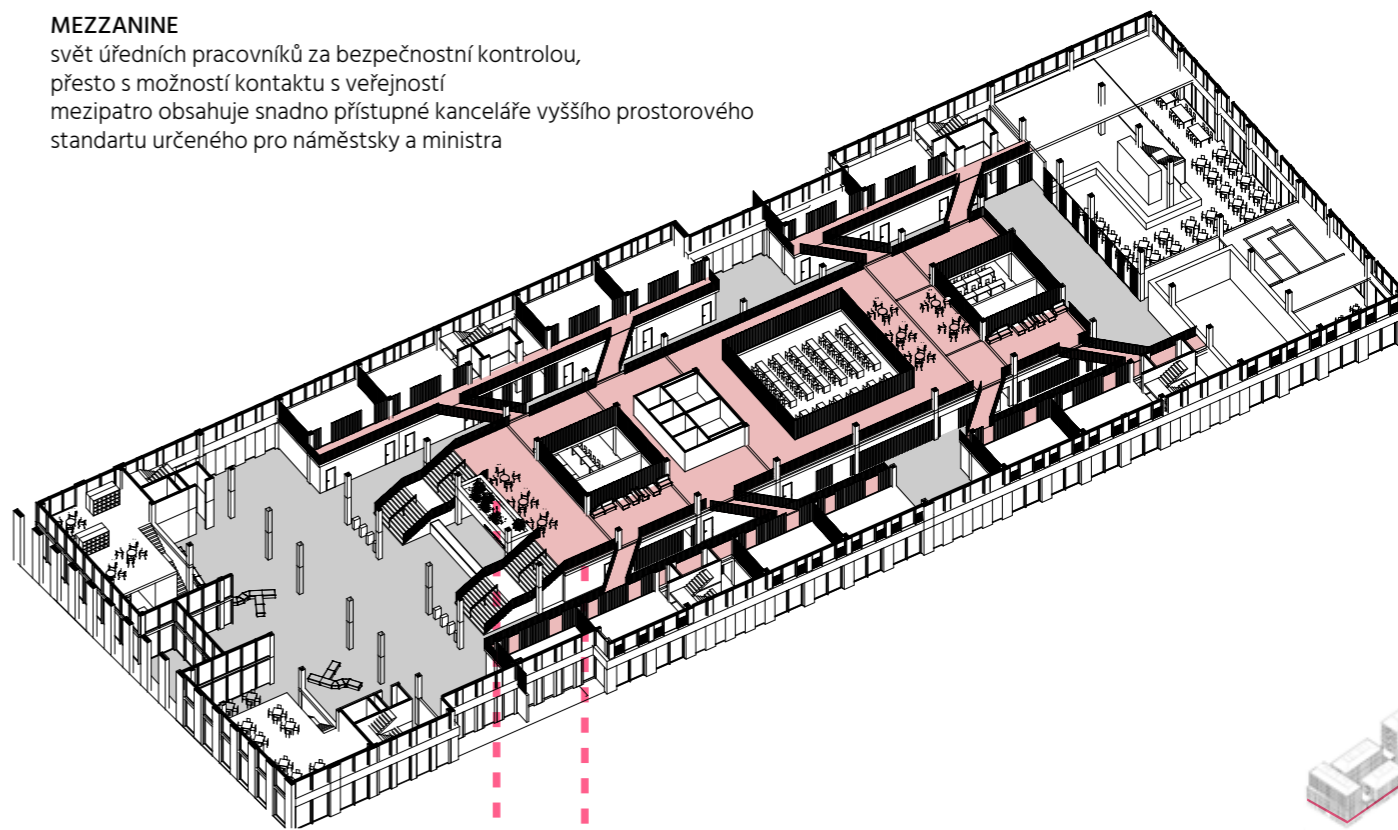 MEZZANINE
svět úředních pracovníků za bezpečnostní kontrolou,
přesto s možností kontaktu s veřejností
mezipatro obsahuje snadno přístupné kanceláře vyššího prostorového
standartu určeného pro náměstsky a ministra